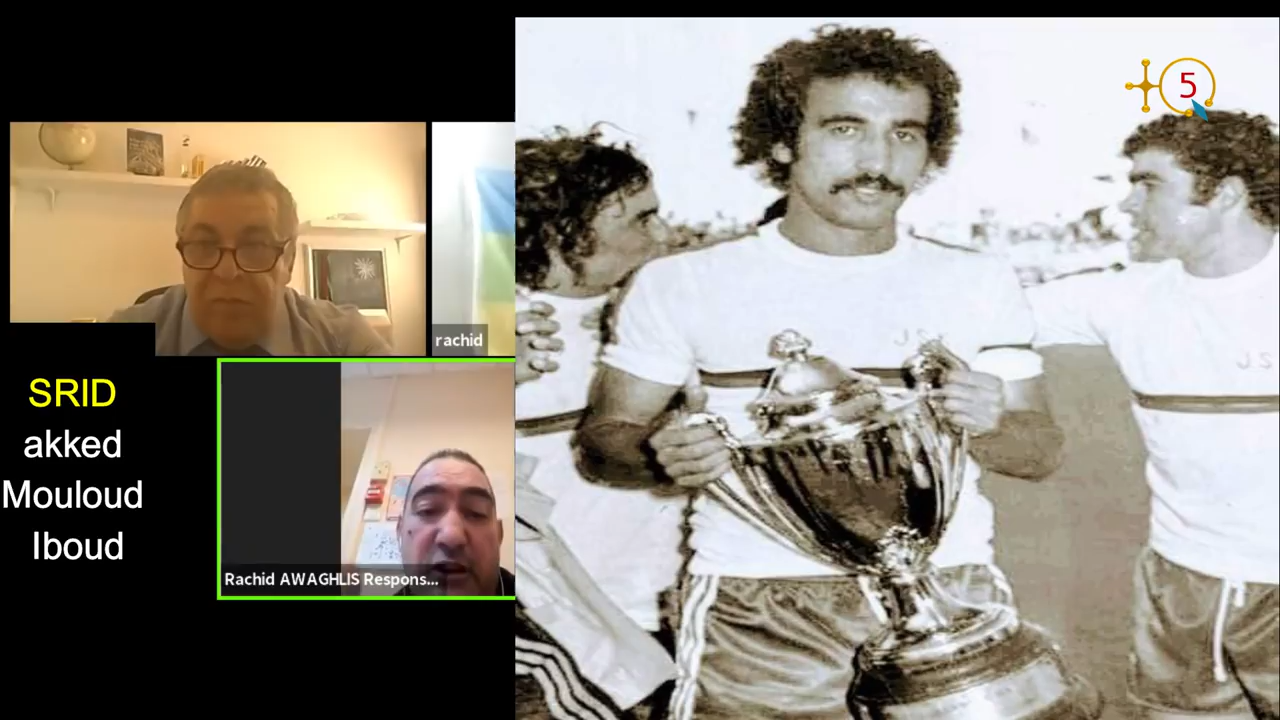 5
rachid
SRID
akked
Mouloud
Iboud
Rachid AWAGHLIS Respons...
J S
J.S